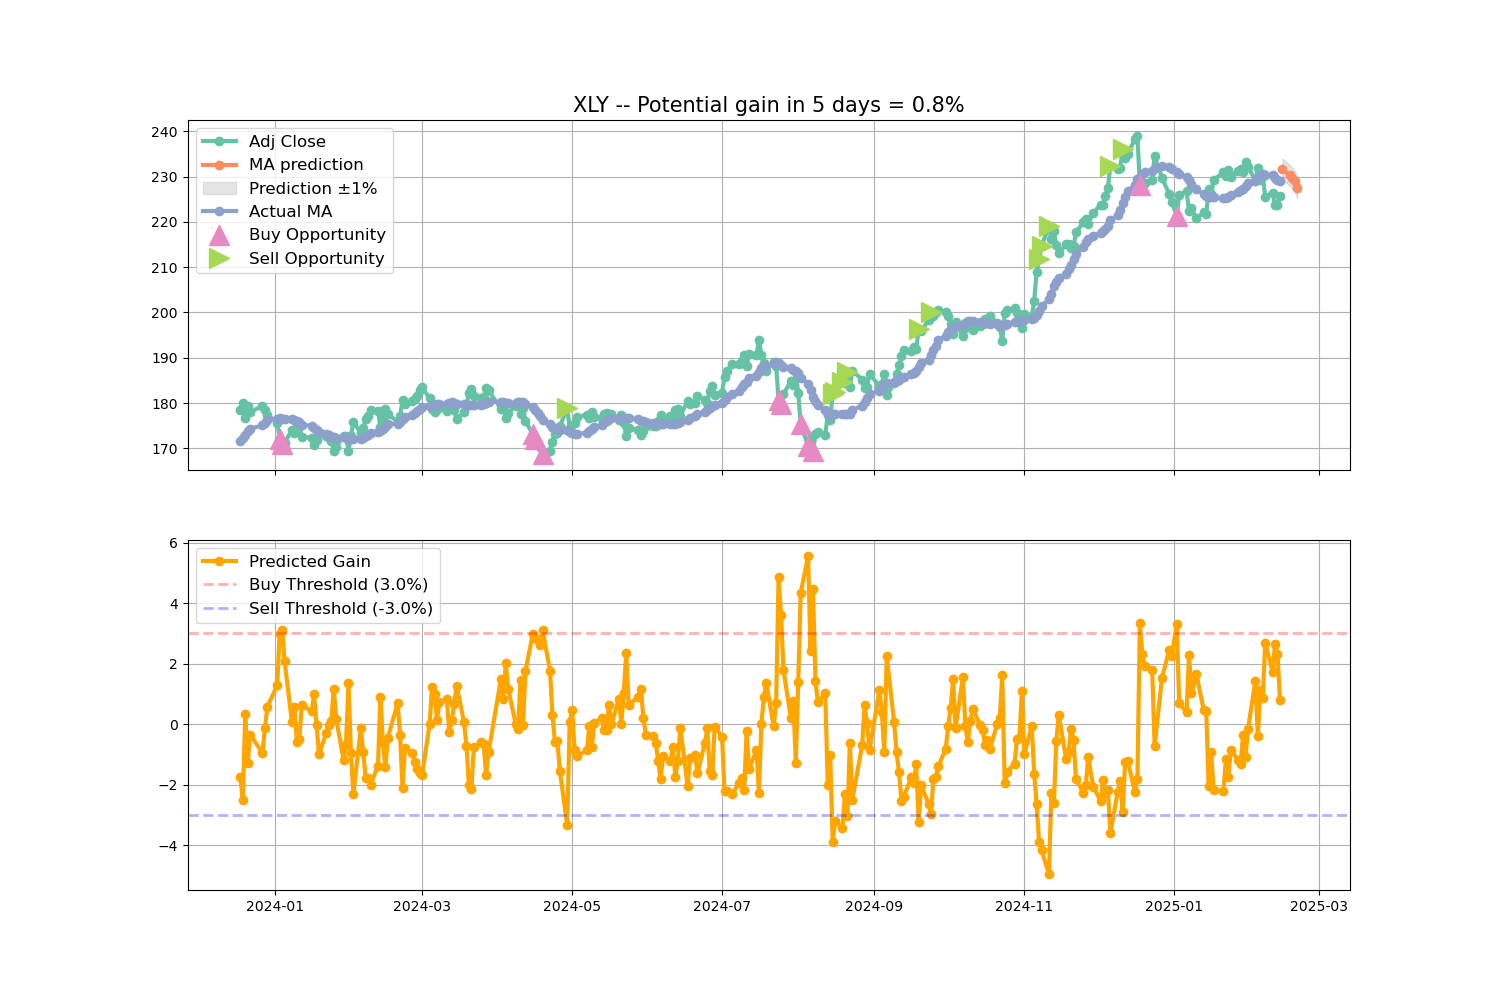 XLY -- Potential gain in 5 days = 0.8%
240
230
220
210
200
190
180
170
Adj Close
MA prediction
Prediction ±1%
Actual MA
Buy Opportunity
Sell Opportunity
6
4
2
0
−2
−4
Predicted Gain
Buy Threshold (3.0%)
Sell Threshold (-3.0%)
2024-01
2024-03
2024-05
2024-07
2024-09
2024-11
2025-01
2025-03